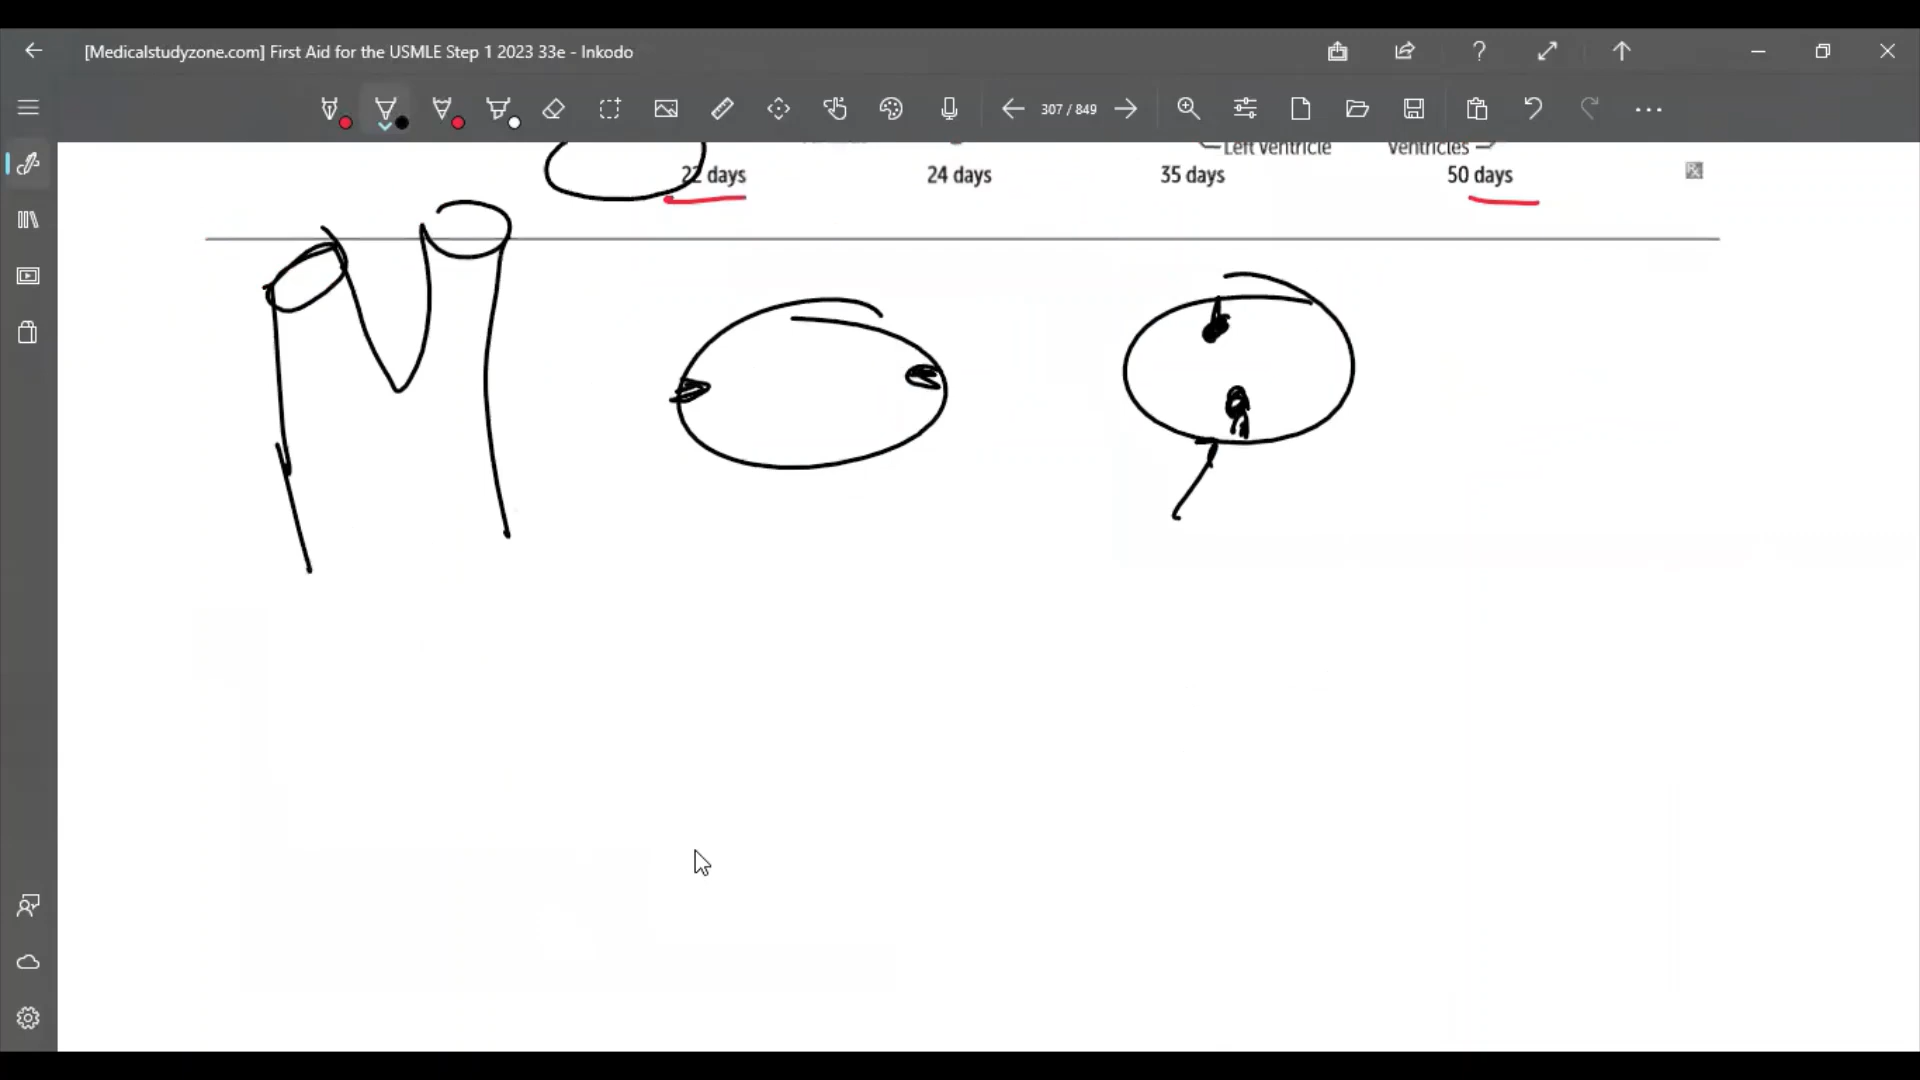 [Medicalstudyzone.com] First Aid for the USMLE Step 1 2023 33e - Inkodo
307 / 849
Left Ventricle Ventricles
22 days 24 days 35 days 50 days